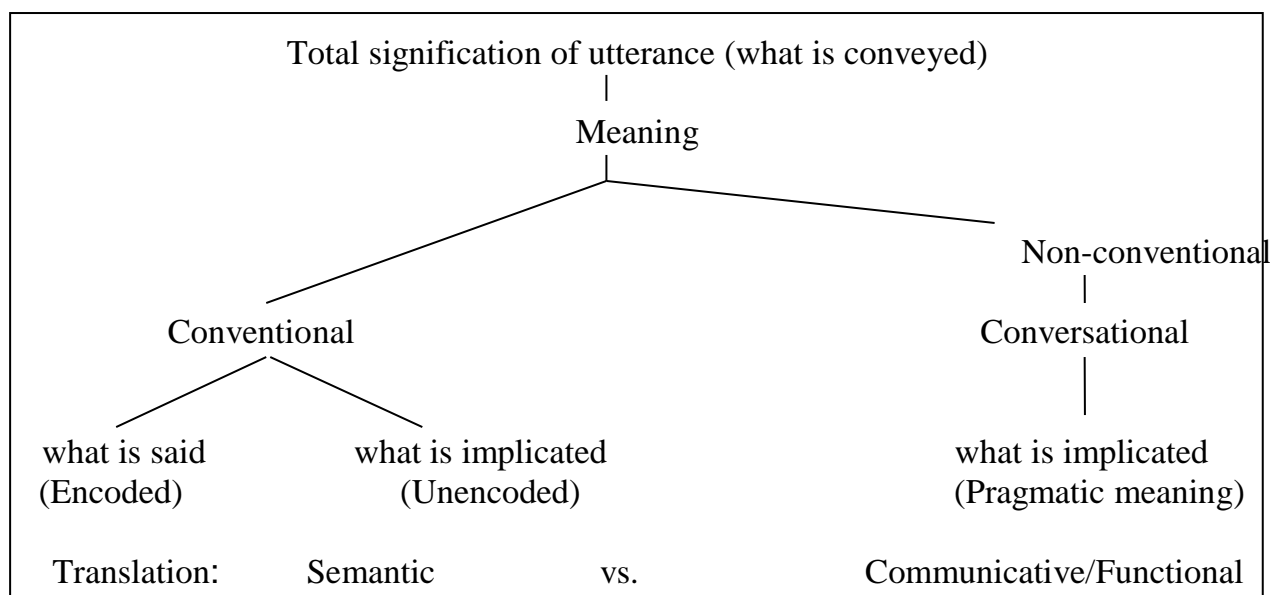 Total signification of utterance (what is conveyed)
Meaning
Non-conventional
Conventional
Conversational
what is said
(Encoded)
what is implicated
(Unencoded)
what is implicated
(Pragmatic meaning)
Translation: Semantic vs. Communicative/Functional